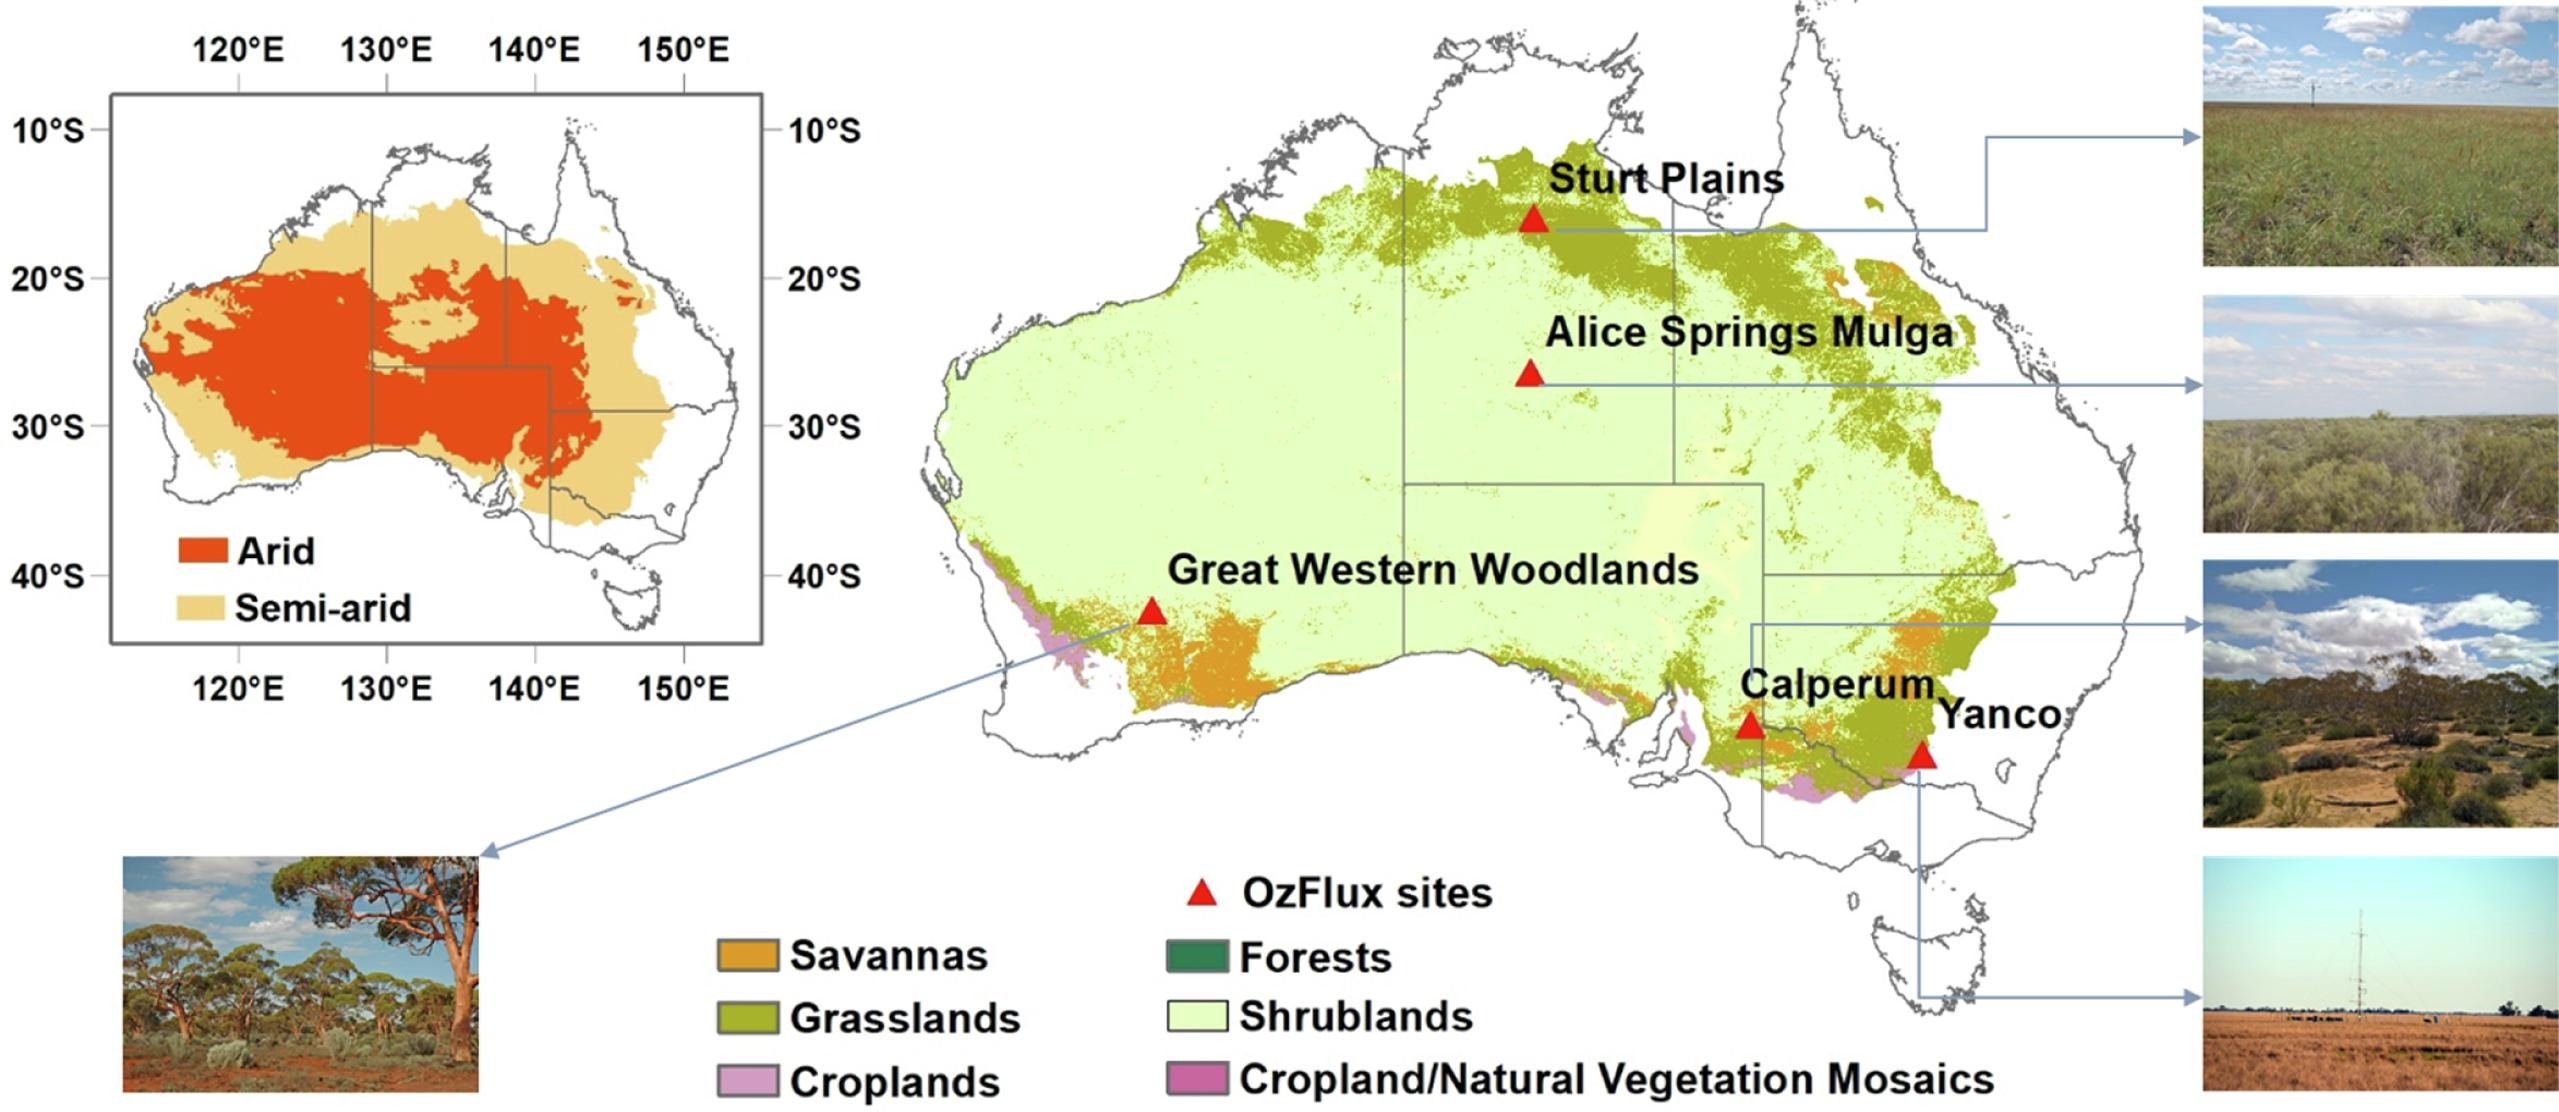 120°E 130°E 140°E 150°E
10°S 10°S
20°S 20°S
30°S 30°S
40°S 40°S
Arid
Semi-arid
120°E 130°E 140°E 150°E
Sturt Plains
Alice Springs Mulga
Great Western Woodlands
Calperum
Yanco
OzFlux sites
Savannas
Forests
Grasslands
Shrublands
Croplands
Cropland/Natural Vegetation Mosaics